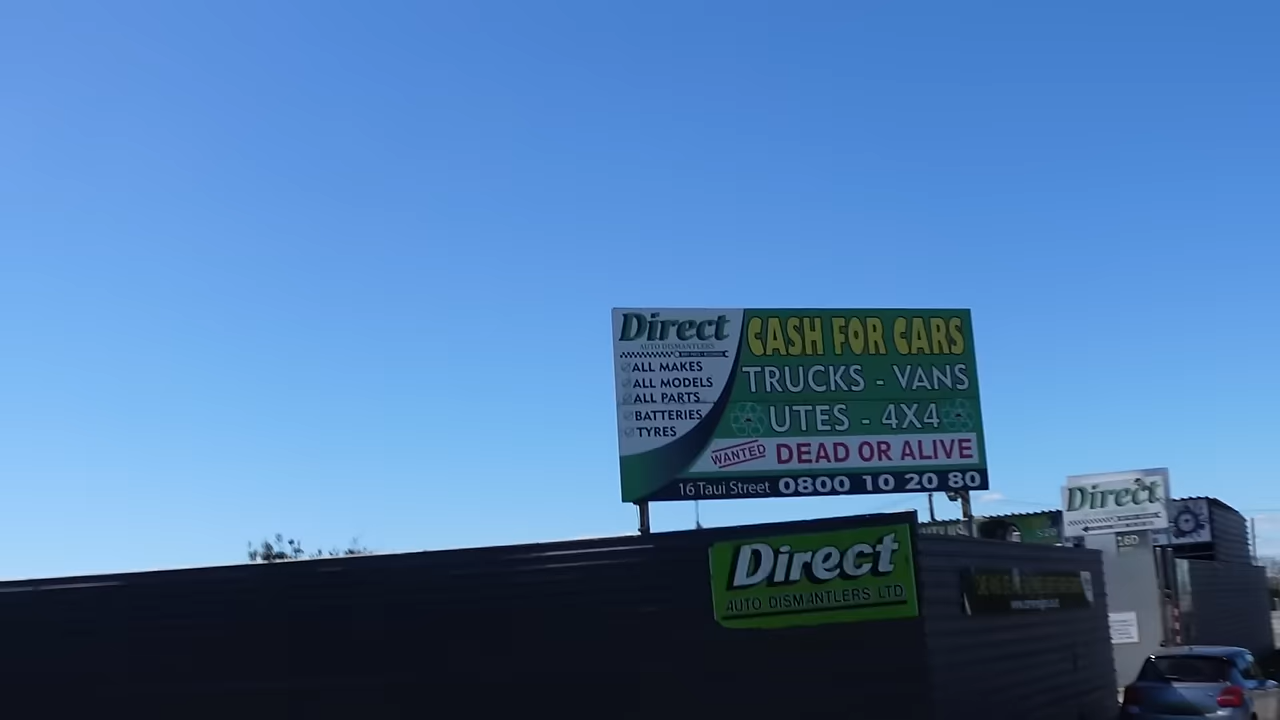 Direct
AUTO DISMANTLERS
ALL MAKES
ALL MODELS
ALL PARTS
BATTERIES
TYRES
CASH FOR CARS
TRUCKS - VANS
UTES - 4X4
WANTED
DEAD OR ALIVE
16 Taui Street 0800 10 20 80
Direct
AUTO DISMANTLERS LTD
Direct
16D